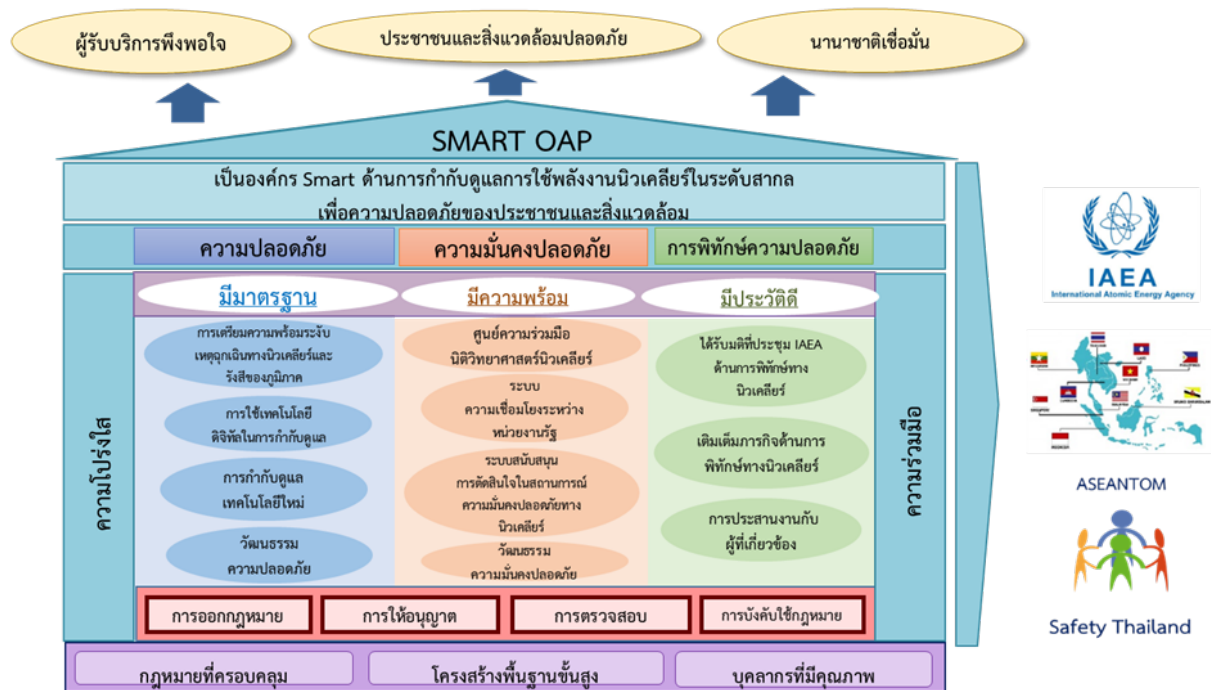 ผู้รับบริการพึงพอใจ
ประชาชนและสิ่งแวดล้อมปลอดภัย
นานาชาติเชื่อมั่น
SMART OAP
เป็นองค์กร Smart ด้านการกำกับดูแลการใช้พลังงานนิวเคลียร์ในระดับสากล
เพื่อความปลอดภัยของประชาชนและสิ่งแวดล้อม
ความปลอดภัย
ความมั่นคงปลอดภัย
การพิทักษ์ความปลอดภัย
ความโปร่งใส
มีมาตรฐาน
การเตรียมความพร้อมระงับ
เหตุฉุกเฉินทางนิวเคลียร์และ
รังสีของภูมิภาค
การใช้เทคโนโลยี
ดิจิทัลในการกำกับดูแล
การกำกับดูแล
เทคโนโลยีใหม่
วัฒนธรรม
ความปลอดภัย
มีความพร้อม
ศูนย์ความร่วมมือ
นิติวิทยาศาสตร์นิวเคลียร์
ระบบ
ความเชื่อมโยงระหว่าง
หน่วยงานรัฐ
ระบบสนับสนุน
การตัดสินใจในสถานการณ์
ความมั่นคงปลอดภัยทาง
นิวเคลียร์
วัฒนธรรม
ความมั่นคงปลอดภัย
มีประวัติดี
ได้รับมติที่ประชุม IAEA
ด้านการพิทักษ์ทาง
นิวเคลียร์
เติมเต็มภารกิจด้านการ
พิทักษ์ทางนิวเคลียร์
การประสานงานกับ
ผู้ที่เกี่ยวข้อง
ความร่วมมือ
การออกกฎหมาย
การให้อนุญาต
การตรวจสอบ
การบังคับใช้กฎหมาย
กฎหมายที่ครอบคลุม
โครงสร้างพื้นฐานขั้นสูง
บุคลากรที่มีคุณภาพ
IAEA
International Atomic Energy Agency
ASEANTOM
Safety Thailand